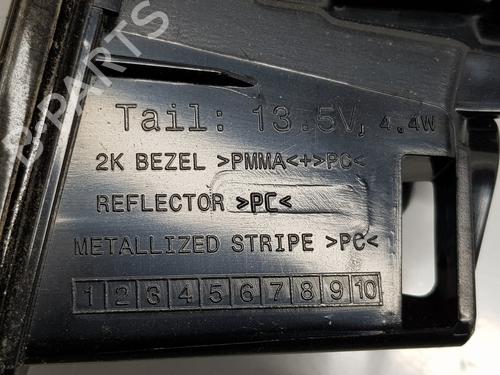 B-PARTS
Tail: 13.5V, 4.4W
2K BEZEL >PMMA<+>PC<
REFLECTOR >PC<
METALLIZED STRIPE >PC<
1 2 3 4 5 6 7 8 9 10